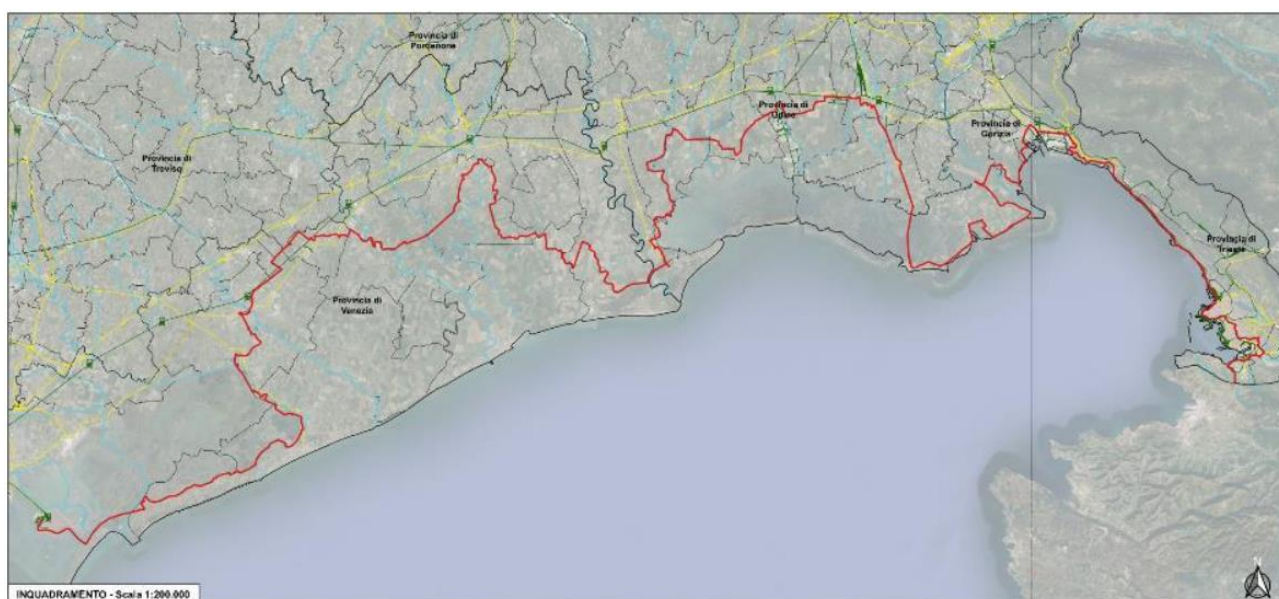 Provincia di
Pordenone
Provincia di
Treviso
Provincia di
Udine
Provincia di
Gorizia
Provincia di
Trieste
Provincia di
Venezia
N
INQUADRAMENTO - Scala 1:200.000